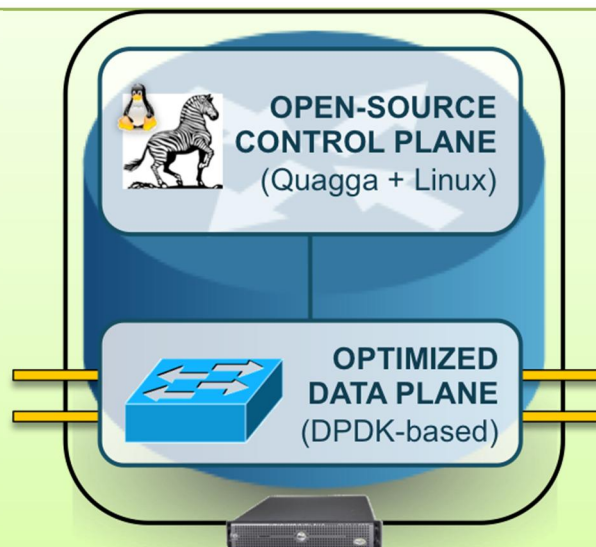 OPEN-SOURCE
CONTROL PLANE
(Quagga + Linux)
OPTIMIZED
DATA PLANE
(DPDK-based)